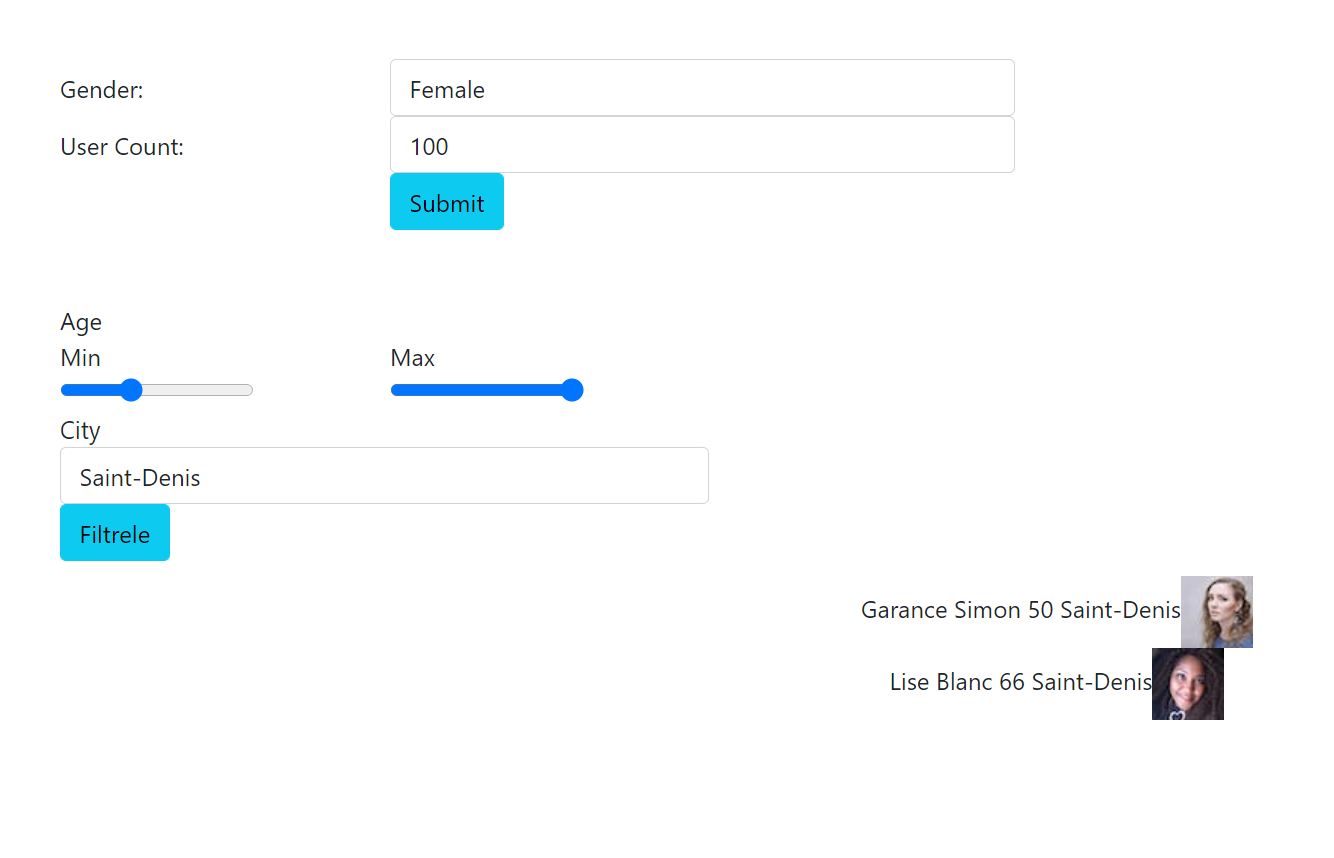 Gender: Female
User Count: 100
Submit
Age
Min Max
City
Saint-Denis
Filtrele
Garance Simon 50 Saint-Denis
Lise Blanc 66 Saint-Denis